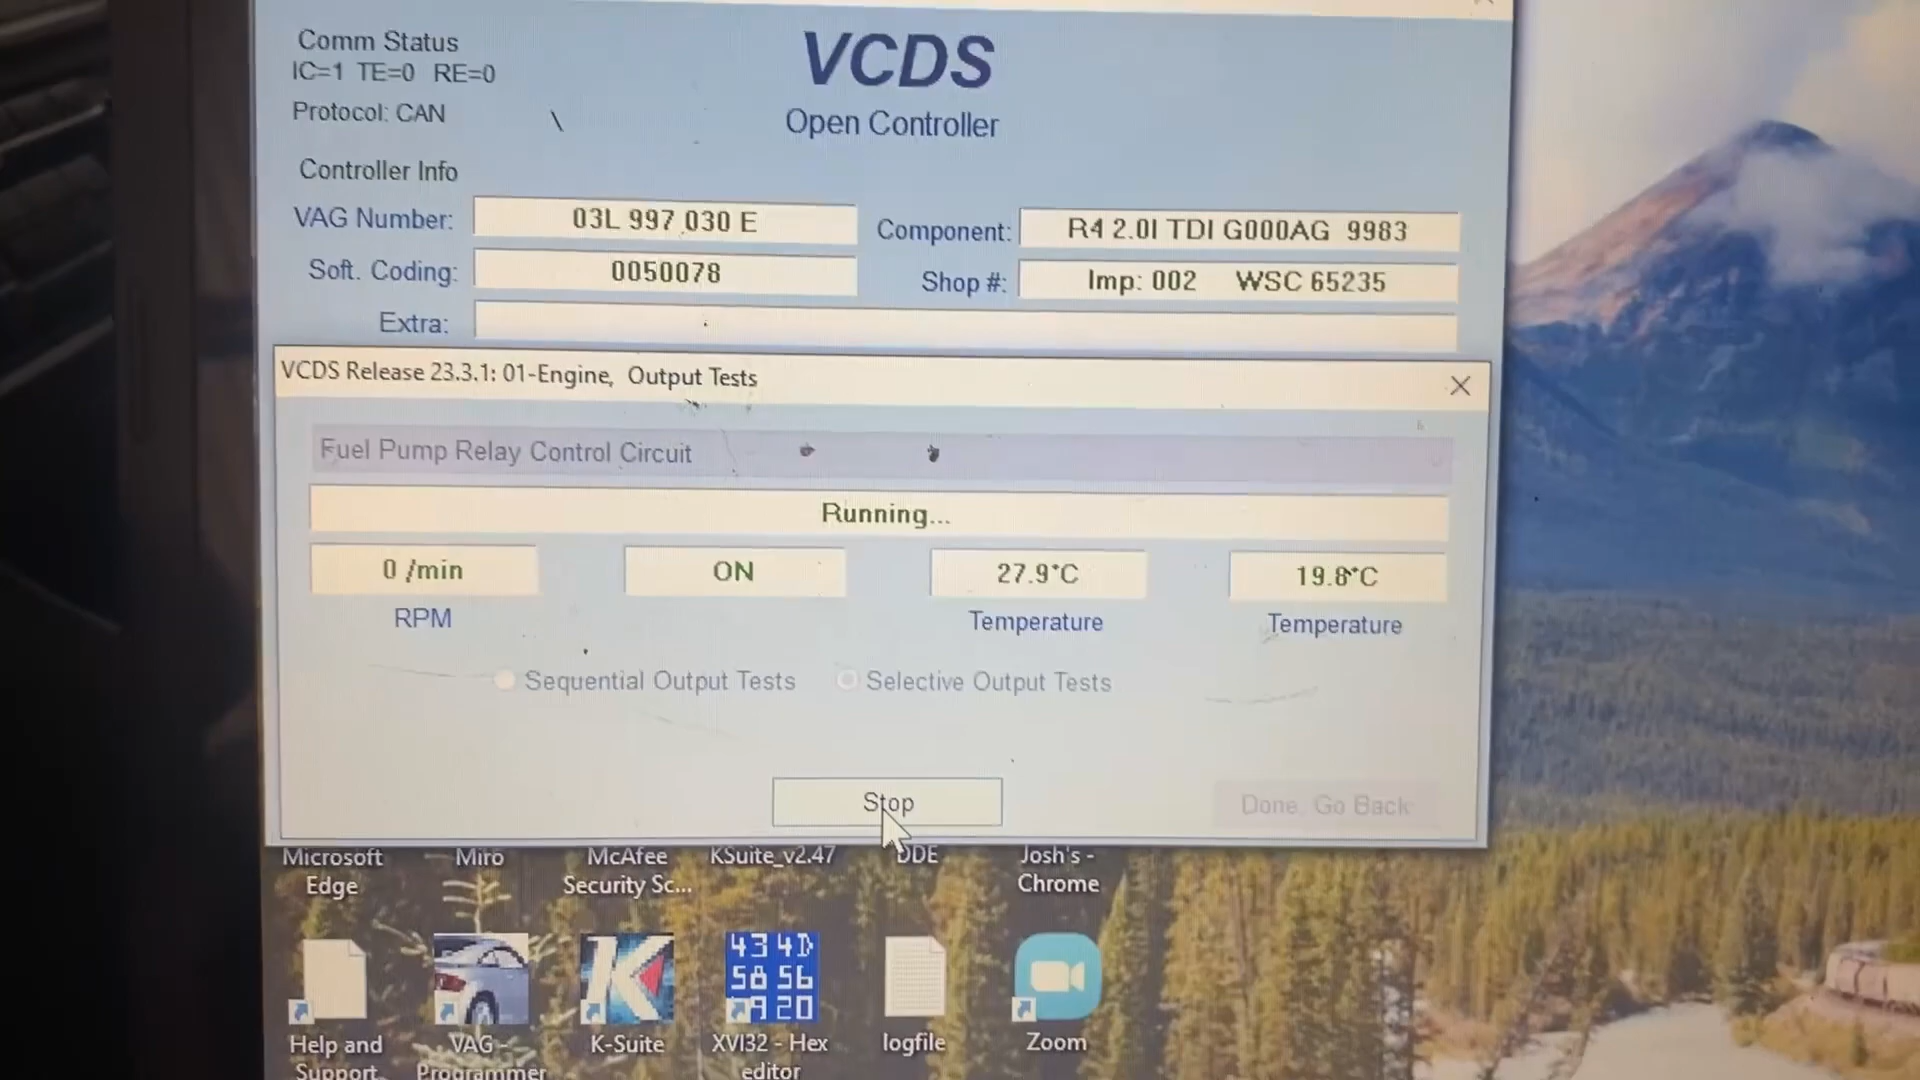 Comm Status
IC=1 TE=0 RE=0
Protocol: CAN
\
VCDS
Open Controller
Controller Info
VAG Number:
03L 997 030 E
Component:
R4 2.0l TDI G000AG 9983
Soft. Coding:
0050078
Shop #:
Imp: 002 WSC 65235
Extra:
VCDS Release 23.3.1: 01-Engine, Output Tests
Fuel Pump Relay Control Circuit
Running...
0 /min
ON
27.9°C
19.8°C
RPM
Temperature
Temperature
Sequential Output Tests
Selective Output Tests
Stop
Done, Go Back
Microsoft
Edge
Miro
McAfee
Security Sc...
KSuite_v2.47
DDE
Josh's -
Chrome
434D
5856
7920
Help and
Support
VAG -
Programmer
K-Suite
XVI32 - Hex
editor
logfile
Zoom